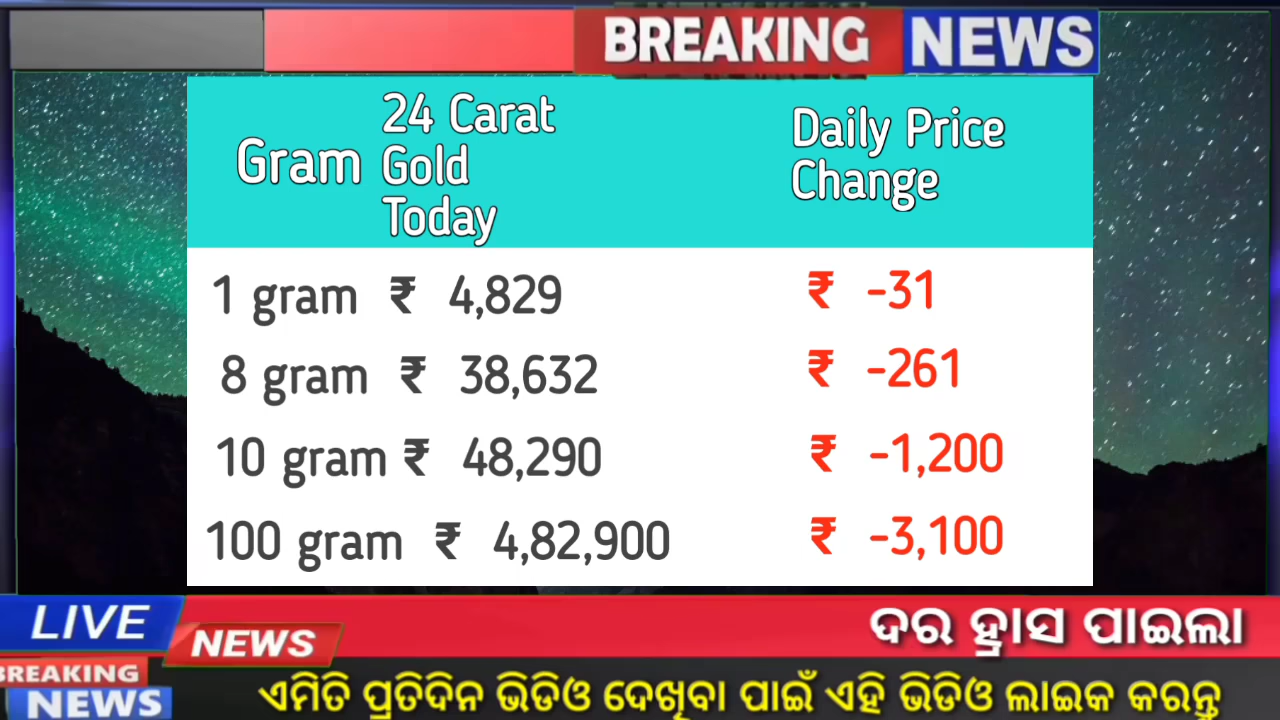 BREAKING NEWS
Gram 24 Carat Gold Today Daily Price Change
1 gram ₹ 4,829 ₹ -31
8 gram ₹ 38,632 ₹ -261
10 gram ₹ 48,290 ₹ -1,200
100 gram ₹ 4,82,900 ₹ -3,100
LIVE
NEWS
ଦର ହ୍ରାସ ପାଇଲା
BREAKING
NEWS
ଏମିତି ପ୍ରତିଦିନ ଭିଡିଓ ଦେଖିବା ପାଇଁ ଏହି ଭିଡିଓ ଲାଇକ କରନ୍ତୁ